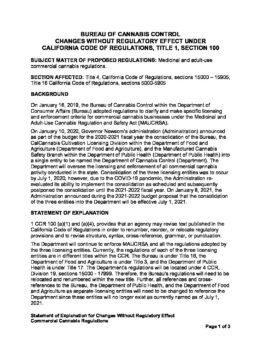 BUREAU OF CANNABIS CONTROL
CHANGES WITHOUT REGULATORY EFFECT UNDER
CALIFORNIA CODE OF REGULATIONS, TITLE 1, SECTION 100
SUBJECT MATTER OF PROPOSED REGULATIONS: Medicinal and adult-use
commercial cannabis regulations.
SECTION AFFECTED: Title 4, California Code of Regulations, sections 15000 – 15905;
Title 16 California Code of Regulations, sections 5000-5905
BACKGROUND
On January 16, 2019, the Bureau of Cannabis Control within the Department of
Consumer Affairs (Bureau) adopted regulations to clarify and make specific licensing
and enforcement criteria for commercial cannabis businesses under the Medicinal and
Adult-Use Cannabis Regulation and Safety Act (MAUCRSA).
On January 10, 2020, Governor Newsom's administration (Administration) announced
as part of the budget for the 2020-2021 fiscal year the consolidation of the Bureau, the
CalCannabis Cultivation Licensing Division within the Department of Food and
Agriculture (Department of Food and Agriculture), and the Manufactured Cannabis
Safety Branch within the Department of Public Health (Department of Public Health) into
a single entity to be named the Department of Cannabis Control (Department). The
Department will oversee the licensing and enforcement of all commercial cannabis
activity conducted in the state. Consolidation of the three licensing entities was to occur
by July 1, 2020; however, due to the COVID-19 pandemic, the Administration re-
evaluated its ability to implement the consolidation as scheduled and subsequently
postponed the consolidation until the 2021-2022 fiscal year. On January 8, 2021, the
Administration announced during the 2021-2022 budget proposal that the consolidation
of the three entities into the Department will be effective July 1, 2021.
STATEMENT OF EXPLANATION
1 CCR 100 (a)(1) and (a)(4), provides that an agency may revise text published in the
California Code of Regulations in order to renumber, reorder, or relocate regulatory
provisions and to revise structure, syntax, cross-reference, grammar, or punctuation.
The Department will continue to enforce MAUCRSA and all the regulations adopted by
the three licensing entities. Currently, the regulations of each of the three licensing
entities are in different titles within the CCR. The Bureau is under Title 16, the
Department of Food and Agriculture is under Title 3, and the Department of Public
Health is under Title 17. The Department's regulations will be located under 4 CCR,
Division 19, sections 15000 - 17999. Therefore, the Bureau's regulations will need to be
relocated and renumbered within the new title. Further, all references and cross-
references to the Bureau, the Department of Public Health, and the Department of Food
and Agriculture as separate licensing entities will need to be changed to reference the
Department since these entities will no longer exist as currently named as of July 1,
2021.
Statement of Explanation for Changes Without Regulatory Effect
Commercial Cannabis Regulations
Page 1 of 3